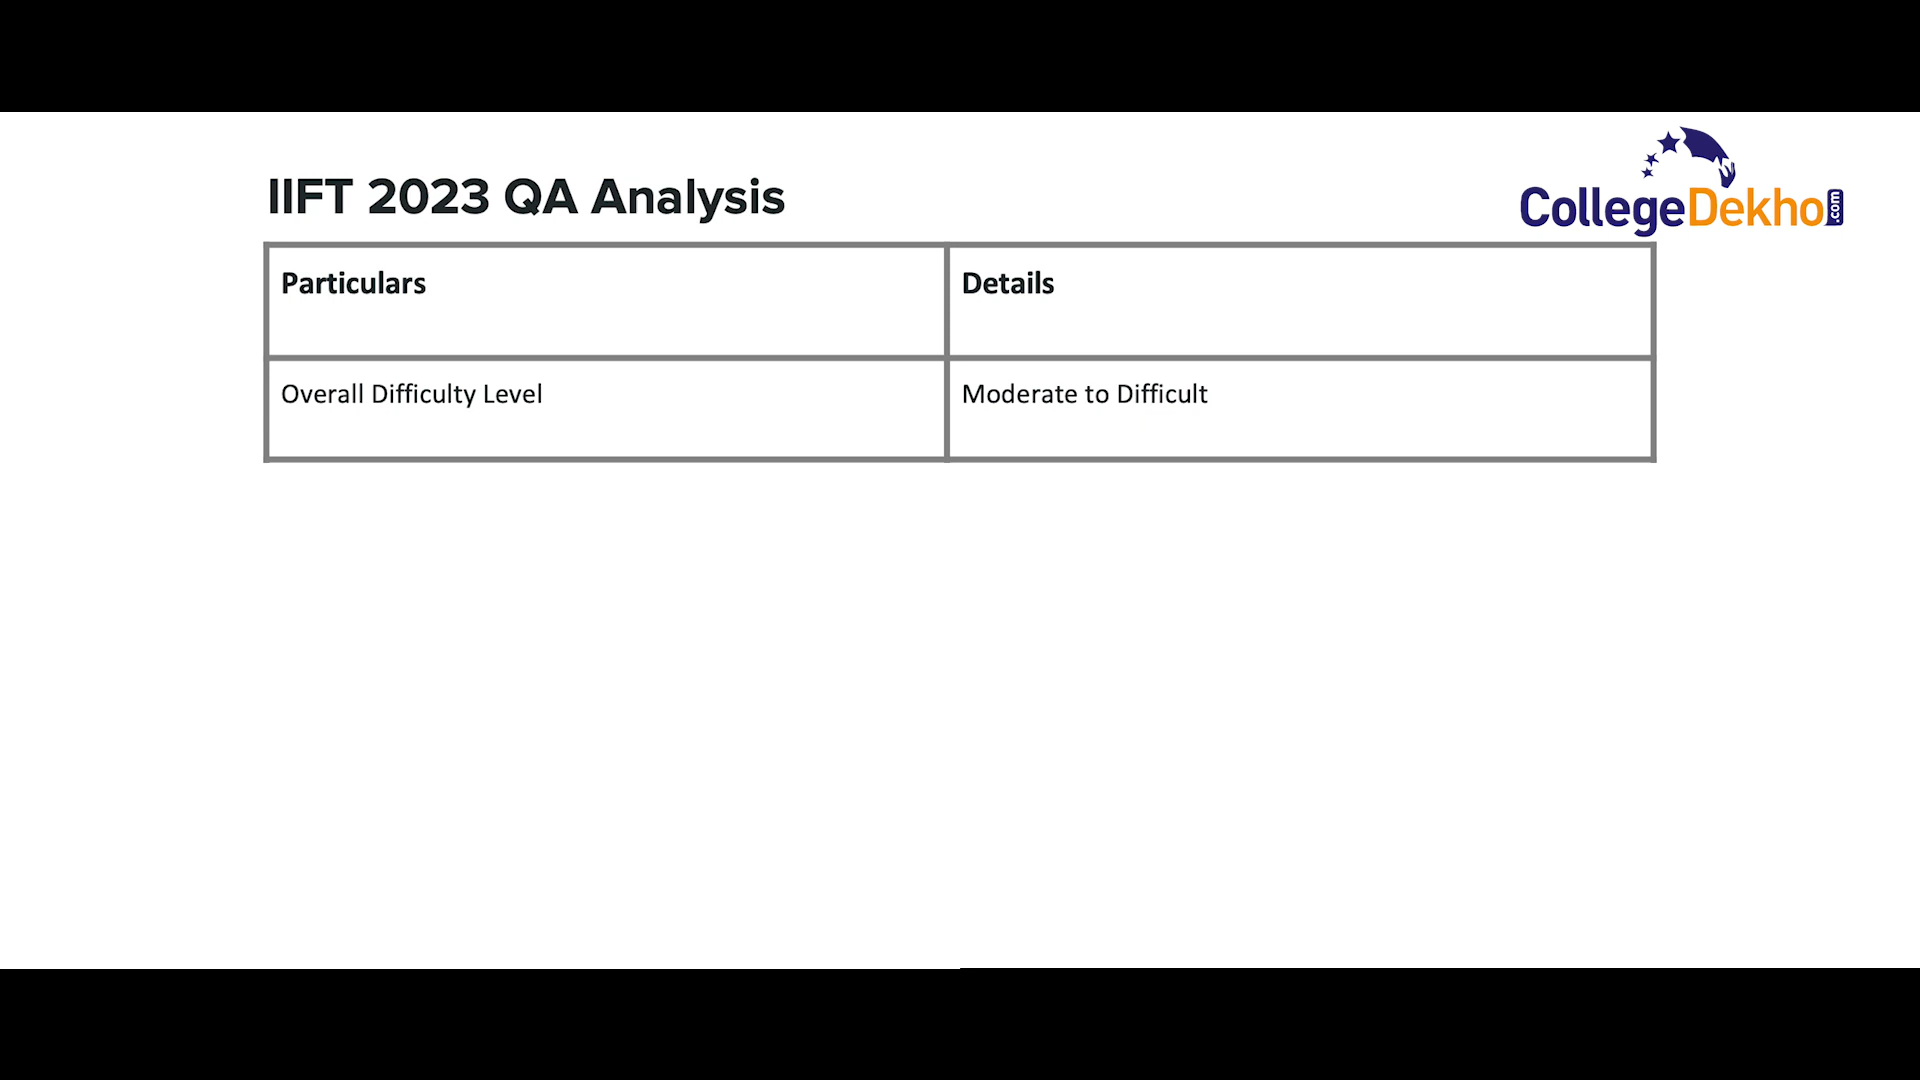 IIFT 2023 QA Analysis
CollegeDekho.com
Particulars
Details
Overall Difficulty Level
Moderate to Difficult